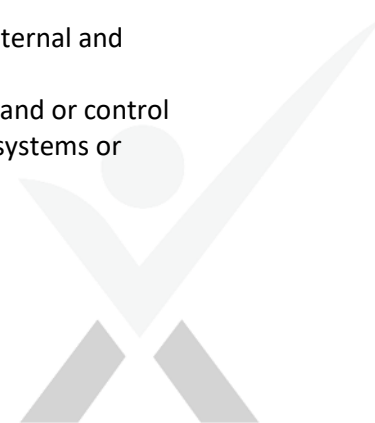 ternal and
and or control
systems or